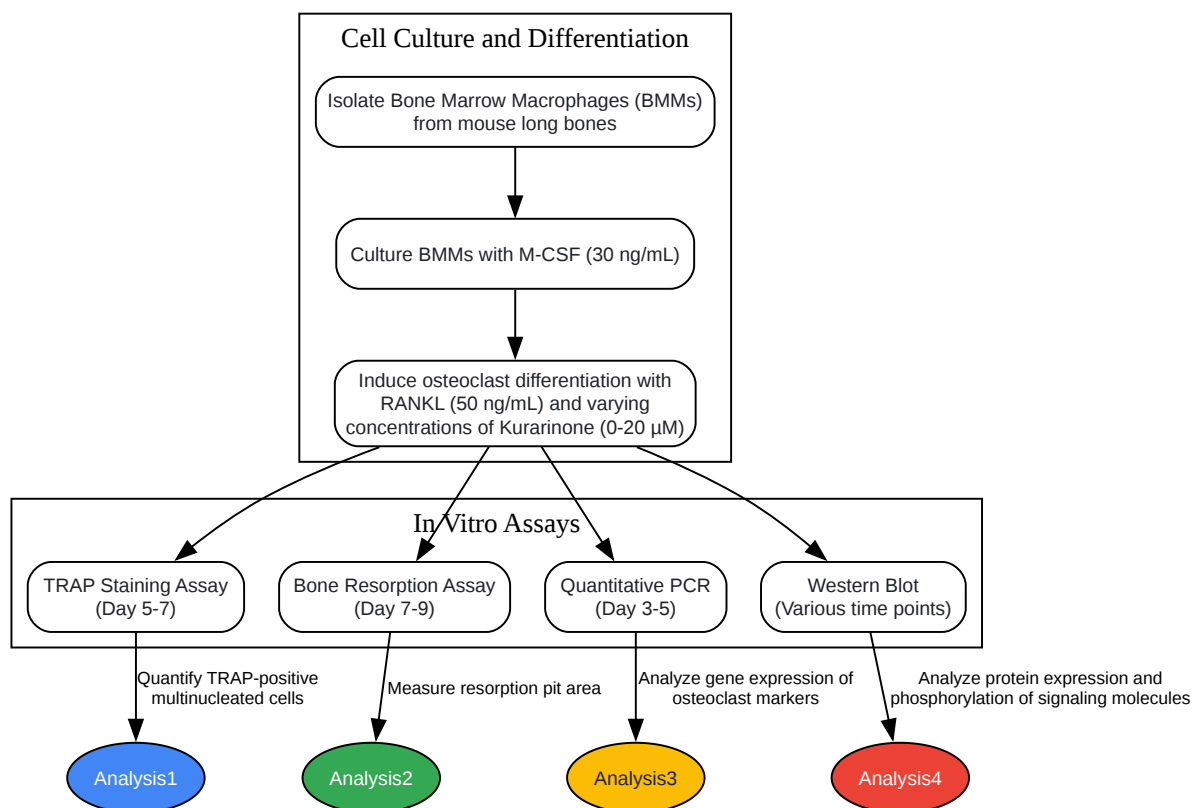 Cell Culture and Differentiation
Isolate Bone Marrow Macrophages (BMMs)
from mouse long bones
Culture BMMs with M-CSF (30 ng/mL)
Induce osteoclast differentiation with
RANKL (50 ng/mL) and varying
concentrations of Kurarinone (0-20 µM)
In Vitro Assays
TRAP Staining Assay
(Day 5-7)
Bone Resorption Assay
(Day 7-9)
Quantitative PCR
(Day 3-5)
Western Blot
(Various time points)
Quantify TRAP-positive
multinucleated cells
Measure resorption pit area
Analyze gene expression of
osteoclast markers
Analyze protein expression and
phosphorylation of signaling molecules
Analysis1
Analysis2
Analysis3
Analysis4